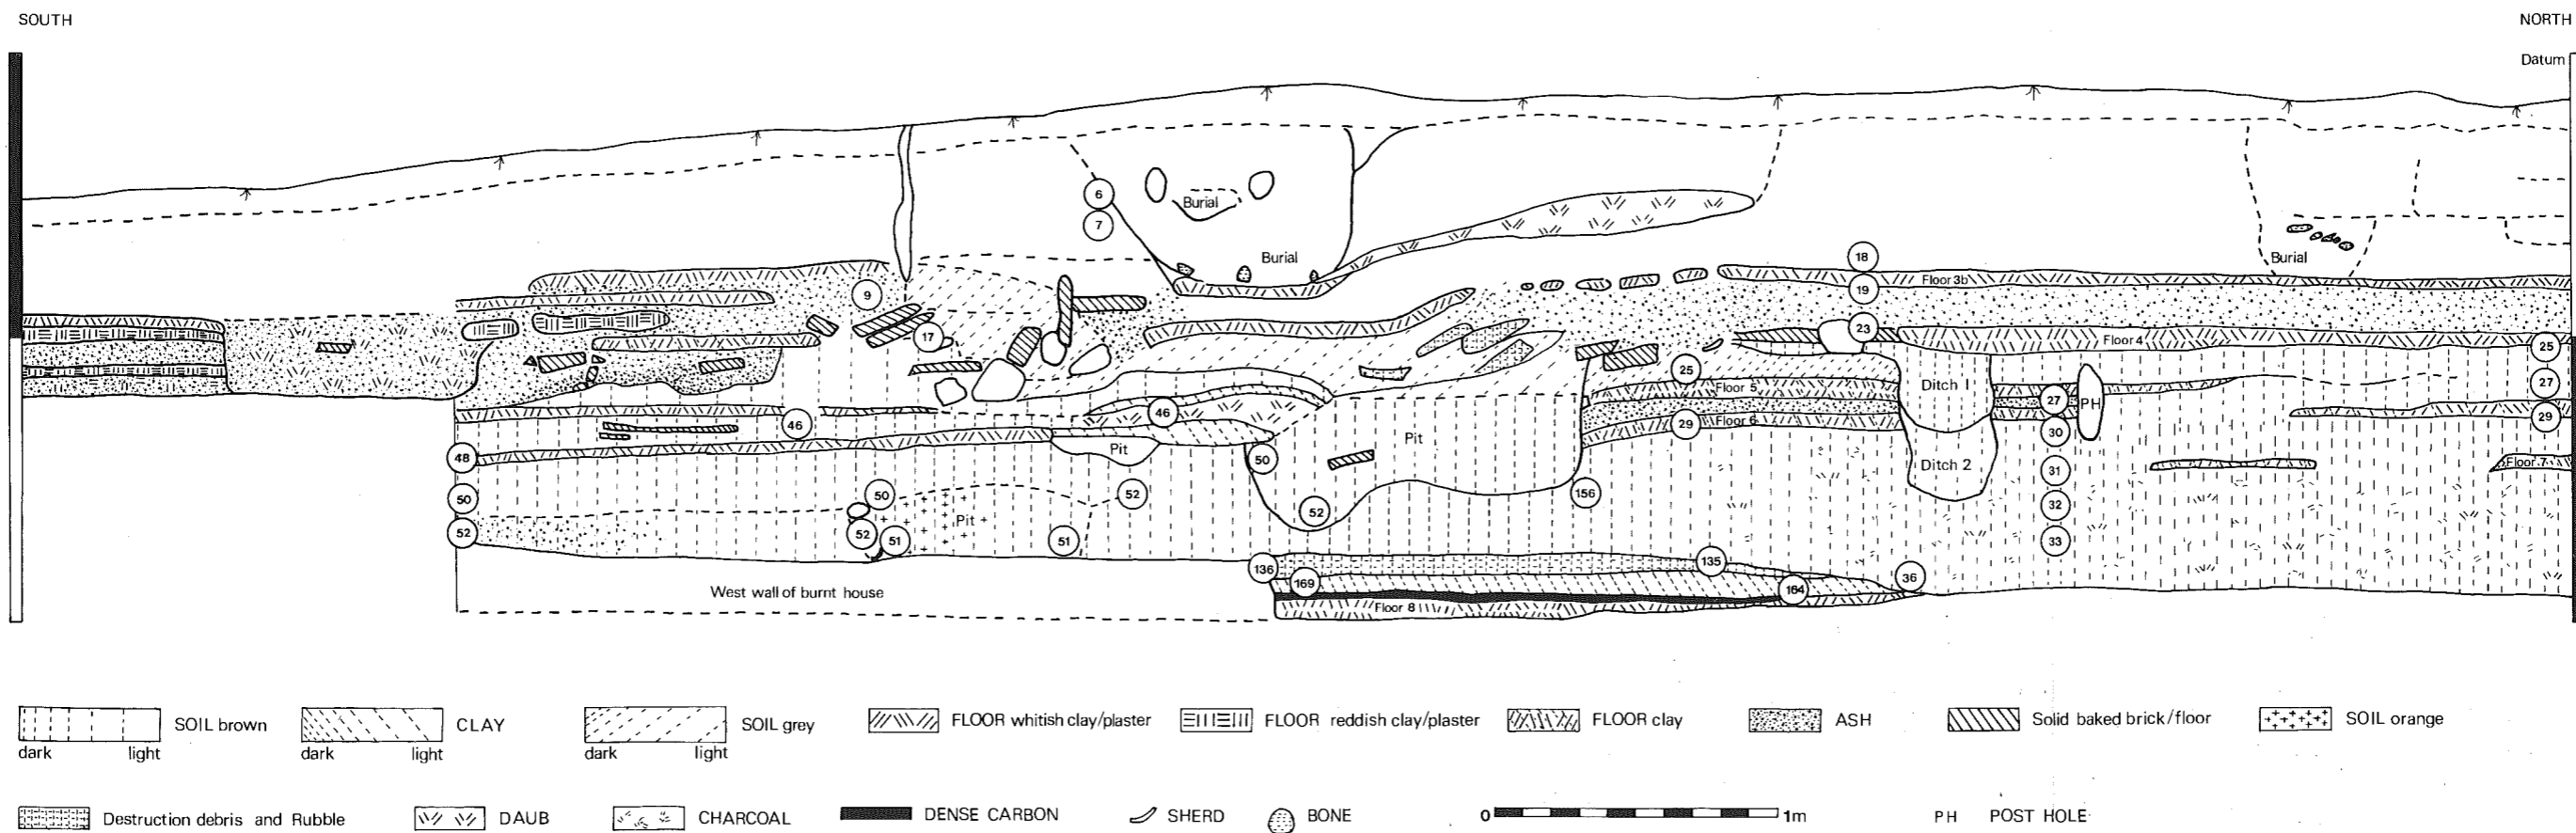 SOUTH
NORTH
Datum
6
Burial
7
Burial
Burial
18
9
19
Floor 3b
23
17
Floor 4
25
25
Floor 5
Ditch 1
27
27
PH
46
46
29
Floor 6
29
30
Pit
Pit
48
50
Ditch 2
31
Floor 7
50
50
52
156
52
32
Pit
52
52
51
51
33
136
135
169
164
36
West wall of burnt house
Floor 8
SOIL brown
dark light
CLAY
dark light
SOIL grey
dark light
FLOOR whitish clay/plaster
FLOOR reddish clay/plaster
FLOOR clay
ASH
Solid baked brick/floor
SOIL orange
Destruction debris and Rubble
DAUB
CHARCOAL
DENSE CARBON
SHERD
BONE
0 1m
PH POST HOLE